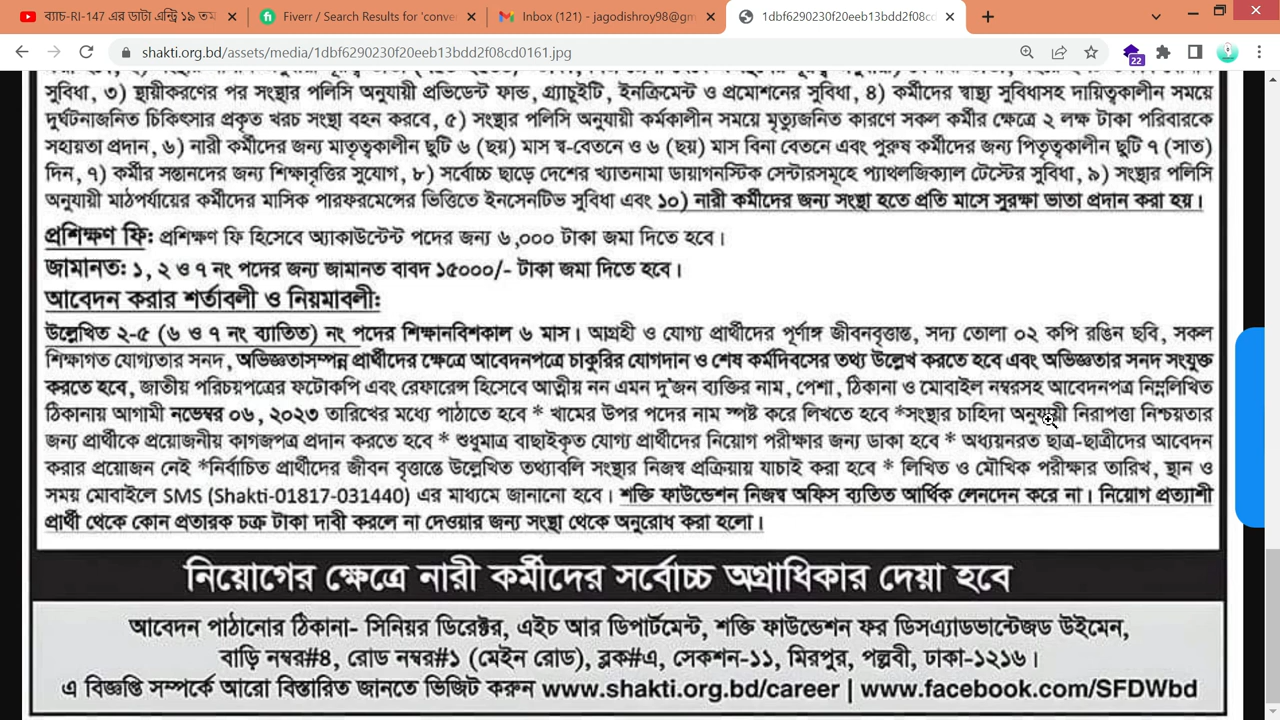 ব্যাচ-RI-147 এর ডাটা এন্ট্রি ১৯ তম
Fiverr / Search Results for 'conver
Inbox (121) - jagodishroy98@gm
1dbf6290230f20eeb13bdd2f08cd0
shakti.org.bd/assets/media/1dbf6290230f20eeb13bdd2f08cd0161.jpg
22
সুবিধা, ৩) স্থায়ীকরণের পর সংস্থার পলিসি অনুযায়ী প্রভিডেন্ট ফান্ড, গ্র্যাচুইটি, ইনক্রিমেন্ট ও প্রমোশনের সুবিধা, ৪) কর্মীদের স্বাস্থ্য সুবিধাসহ দায়িত্বকালীন সময়ে
দুর্ঘটনাজনিত চিকিৎসার প্রকৃত খরচ সংস্থা বহন করবে, ৫) সংস্থার পলিসি অনুযায়ী কর্মকালীন সময়ে মৃত্যুজনিত কারণে সকল কর্মীর ক্ষেত্রে ২ লক্ষ টাকা পরিবারকে
সহায়তা প্রদান, ৬) নারী কর্মীদের জন্য মাতৃত্বকালীন ছুটি ৬ (ছয়) মাস স্ব-বেতনে ও ৬ (ছয়) মাস বিনা বেতনে এবং পুরুষ কর্মীদের জন্য পিতৃত্বকালীন ছুটি ৭ (সাত)
দিন, ৭) কর্মীর সন্তানদের জন্য শিক্ষাবৃত্তির সুযোগ, ৮) সর্বোচ্চ ছাড়ে দেশের খ্যাতনামা ডায়াগনস্টিক সেন্টারসমূহে প্যাথলজিক্যাল টেস্টের সুবিধা, ৯) সংস্থার পলিসি
অনুযায়ী মাঠপর্যায়ের কর্মীদের মাসিক পারফরমেন্সের ভিত্তিতে ইনসেনটিভ সুবিধা এবং ১০) নারী কর্মীদের জন্য সংস্থা হতে প্রতি মাসে সুরক্ষা ভাতা প্রদান করা হয়।
প্রশিক্ষণ ফি: প্রশিক্ষণ ফি হিসেবে অ্যাকাউন্টেন্ট পদের জন্য ৬,০০০ টাকা জমা দিতে হবে।
জামানত: ১, ২ ও ৭ নং পদের জন্য জামানত বাবদ ১৫০০০/- টাকা জমা দিতে হবে।
আবেদন করার শর্তাবলী ও নিয়মাবলী:
উল্লেখিত ২-৫ (৬ ও ৭ নং ব্যাতিত) নং পদের শিক্ষানবিশকাল ৬ মাস। আগ্রহী ও যোগ্য প্রার্থীদের পূর্ণাঙ্গ জীবনবৃত্তান্ত, সদ্য তোলা ০২ কপি রঙিন ছবি, সকল
শিক্ষাগত যোগ্যতার সনদ, অভিজ্ঞতাসম্পন্ন প্রার্থীদের ক্ষেত্রে আবেদনপত্রে চাকুরির যোগদান ও শেষ কর্মদিবসের তথ্য উল্লেখ করতে হবে এবং অভিজ্ঞতার সনদ সংযুক্ত
করতে হবে, জাতীয় পরিচয়পত্রের ফটোকপি এবং রেফারেন্স হিসেবে আত্মীয় নন এমন দু'জন ব্যক্তির নাম, পেশা, ঠিকানা ও মোবাইল নম্বরসহ আবেদনপত্র নিম্নলিখিত
ঠিকানায় আগামী নভেম্বর ০৬, ২০২৩ তারিখের মধ্যে পাঠাতে হবে * খামের উপর পদের নাম স্পষ্ট করে লিখতে হবে *সংস্থার চাহিদা অনুযায়ী নিরাপত্তা নিশ্চয়তার
জন্য প্রার্থীকে প্রয়োজনীয় কাগজপত্র প্রদান করতে হবে * শুধুমাত্র বাছাইকৃত যোগ্য প্রার্থীদের নিয়োগ পরীক্ষার জন্য ডাকা হবে * অধ্যয়নরত ছাত্র-ছাত্রীদের আবেদন
করার প্রয়োজন নেই *নির্বাচিত প্রার্থীদের জীবন বৃত্তান্তে উল্লেখিত তথ্যাবলি সংস্থার নিজস্ব প্রক্রিয়ায় যাচাই করা হবে * লিখিত ও মৌখিক পরীক্ষার তারিখ, স্থান ও
সময় মোবাইলে SMS (Shakti-01817-031440) এর মাধ্যমে জানানো হবে। শক্তি ফাউন্ডেশন নিজস্ব অফিস ব্যতিত আর্থিক লেনদেন করে না। নিয়োগ প্রত্যাশী
প্রার্থী থেকে কোন প্রতারক চক্র টাকা দাবী করলে না দেওয়ার জন্য সংস্থা থেকে অনুরোধ করা হলো।
নিয়োগের ক্ষেত্রে নারী কর্মীদের সর্বোচ্চ অগ্রাধিকার দেয়া হবে
আবেদন পাঠানোর ঠিকানা- সিনিয়র ডিরেক্টর, এইচ আর ডিপার্টমেন্ট, শক্তি ফাউন্ডেশন ফর ডিসএ্যাডভান্টেজড উইমেন,
বাড়ি নম্বর#৪, রোড নম্বর#১ (মেইন রোড), ব্লক#এ, সেকশন-১১, মিরপুর, পল্লবী, ঢাকা-১২১৬।
এ বিজ্ঞপ্তি সম্পর্কে আরো বিস্তারিত জানতে ভিজিট করুন www.shakti.org.bd/career | www.facebook.com/SFDWbd